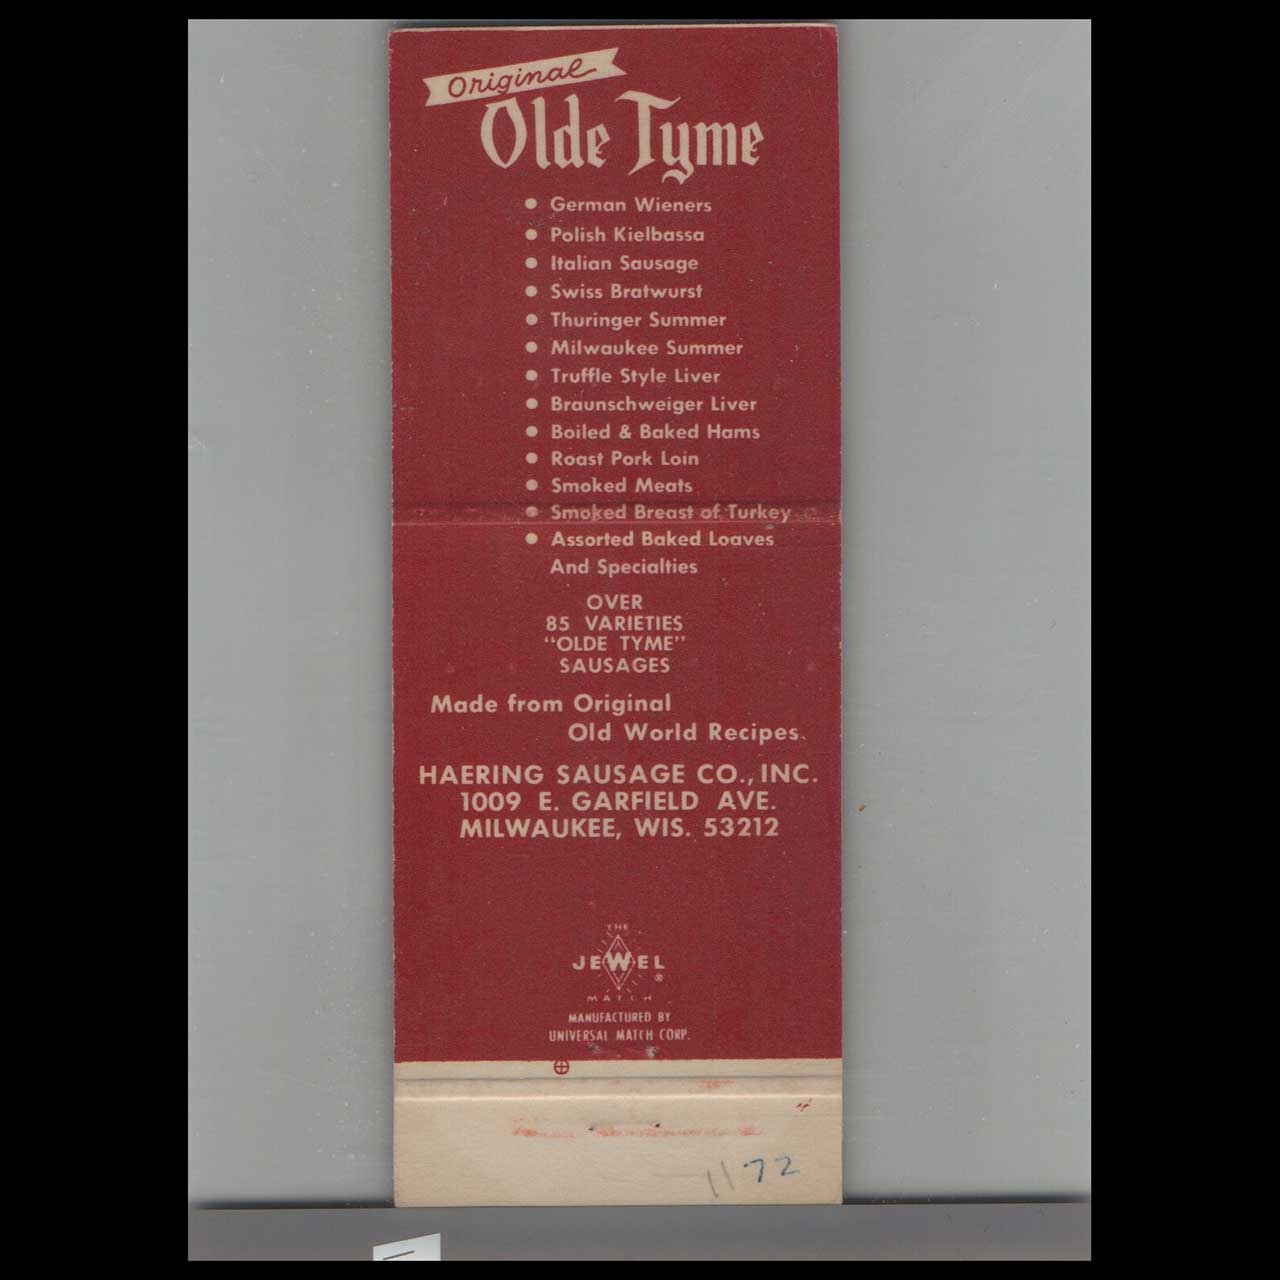 Original
Olde Tyme
• German Wieners
• Polish Kielbassa
• Italian Sausage
• Swiss Bratwurst
• Thuringer Summer
• Milwaukee Summer
• Truffle Style Liver
• Braunschweiger Liver
• Boiled & Baked Hams
• Roast Pork Loin
• Smoked Meats
• Smoked Breast of Turkey
• Assorted Baked Loaves
And Specialties
OVER
85 VARIETIES
"OLDE TYME"
SAUSAGES
Made from Original
Old World Recipes.
HAERING SAUSAGE CO., INC.
1009 E. GARFIELD AVE.
MILWAUKEE, WIS. 53212
THE
JEWEL ®
MATCH
MANUFACTURED BY
UNIVERSAL MATCH CORP.
11 72